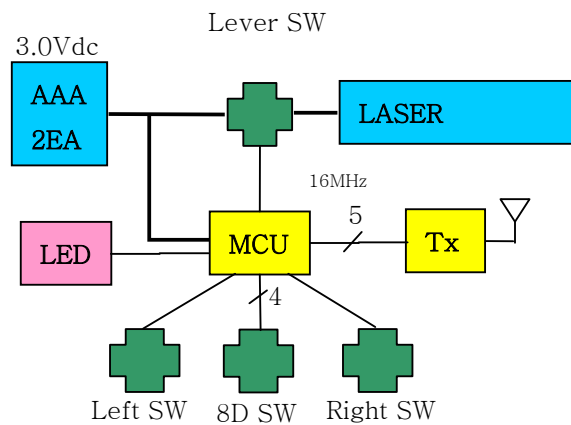 Lever SW
3.0Vdc
AAA
2EA
LASER
16MHz
5
LED
MCU
Tx
4
Left SW
8D SW
Right SW